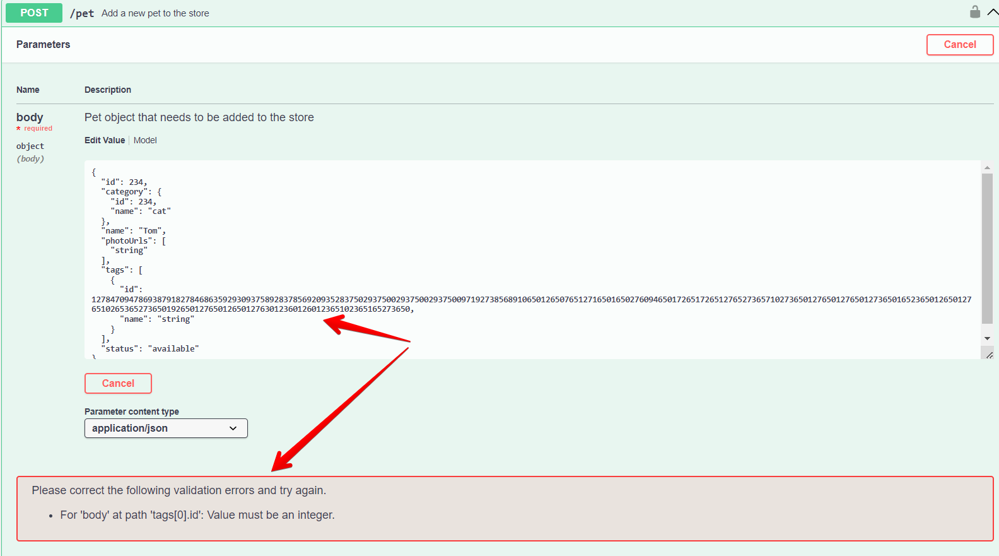 POST /pet Add a new pet to the store
Parameters
Cancel
Name Description
body
* required
object
(body)
Pet object that needs to be added to the store
Edit Value | Model
{
"id": 234,
"category": {
"id": 234,
"name": "cat"
},
"name": "Tom",
"photoUrls": [
"string"
],
"tags": [
{
"id":
12784709478693879182784686359293093758928378569209352837502937500293750029375009719273856891065012650765127165016502760946501726517265127652736571027365012765012765012736501652365012650127
6510265365273650192650127650126501276301236012601236510236516527365​0,
"name": "string"
}
],
"status": "available"
}
Cancel
Parameter content type
application/json
Please correct the following validation errors and try again.
• For 'body' at path 'tags[0].id': Value must be an integer.